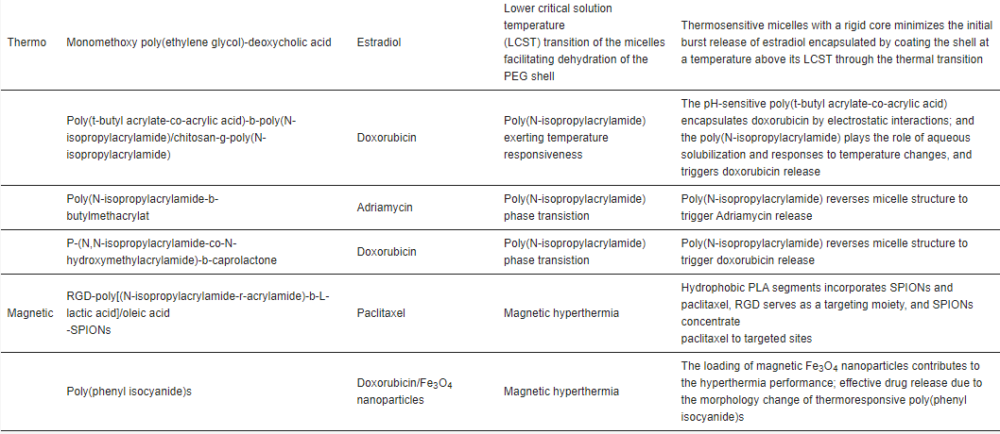 Thermo
Monomethoxy poly(ethylene glycol)-deoxycholic acid
Estradiol
Lower critical solution
temperature
(LCST) transition of the micelles
facilitating dehydration of the
PEG shell
Thermosensitive micelles with a rigid core minimizes the initial
burst release of estradiol encapsulated by coating the shell at
a temperature above its LCST through the thermal transition
Poly(t-butyl acrylate-co-acrylic acid)-b-poly(N-
isopropylacrylamide)/chitosan-g-poly(N-
isopropylacrylamide)
Doxorubicin
Poly(N-isopropylacrylamide)
exerting temperature
responsiveness
The pH-sensitive poly(t-butyl acrylate-co-acrylic acid)
encapsulates doxorubicin by electrostatic interactions; and
the poly(N-isopropylacrylamide) plays the role of aqueous
solubilization and responses to temperature changes, and
triggers doxorubicin release
Poly(N-isopropylacrylamide-b-
butylmethacrylat
Adriamycin
Poly(N-isopropylacrylamide)
phase transistion
Poly(N-isopropylacrylamide) reverses micelle structure to
trigger Adriamycin release
P-(N,N-isopropylacrylamide-co-N-
hydroxymethylacrylamide)-b-caprolactone
Doxorubicin
Poly(N-isopropylacrylamide)
phase transistion
Poly(N-isopropylacrylamide) reverses micelle structure to
trigger doxorubicin release
Magnetic
RGD-poly[(N-isopropylacrylamide-r-acrylamide)-b-L-
lactic acid]/oleic acid
-SPIONs
Paclitaxel
Magnetic hyperthermia
Hydrophobic PLA segments incorporates SPIONs and
paclitaxel, RGD serves as a targeting moiety, and SPIONs
concentrate
paclitaxel to targeted sites
Poly(phenyl isocyanide)s
Doxorubicin/Fe₃O₄
nanoparticles
Magnetic hyperthermia
The loading of magnetic Fe₃O₄ nanoparticles contributes to
the hyperthermia performance; effective drug release due to
the morphology change of thermoresponsive poly(phenyl
isocyanide)s